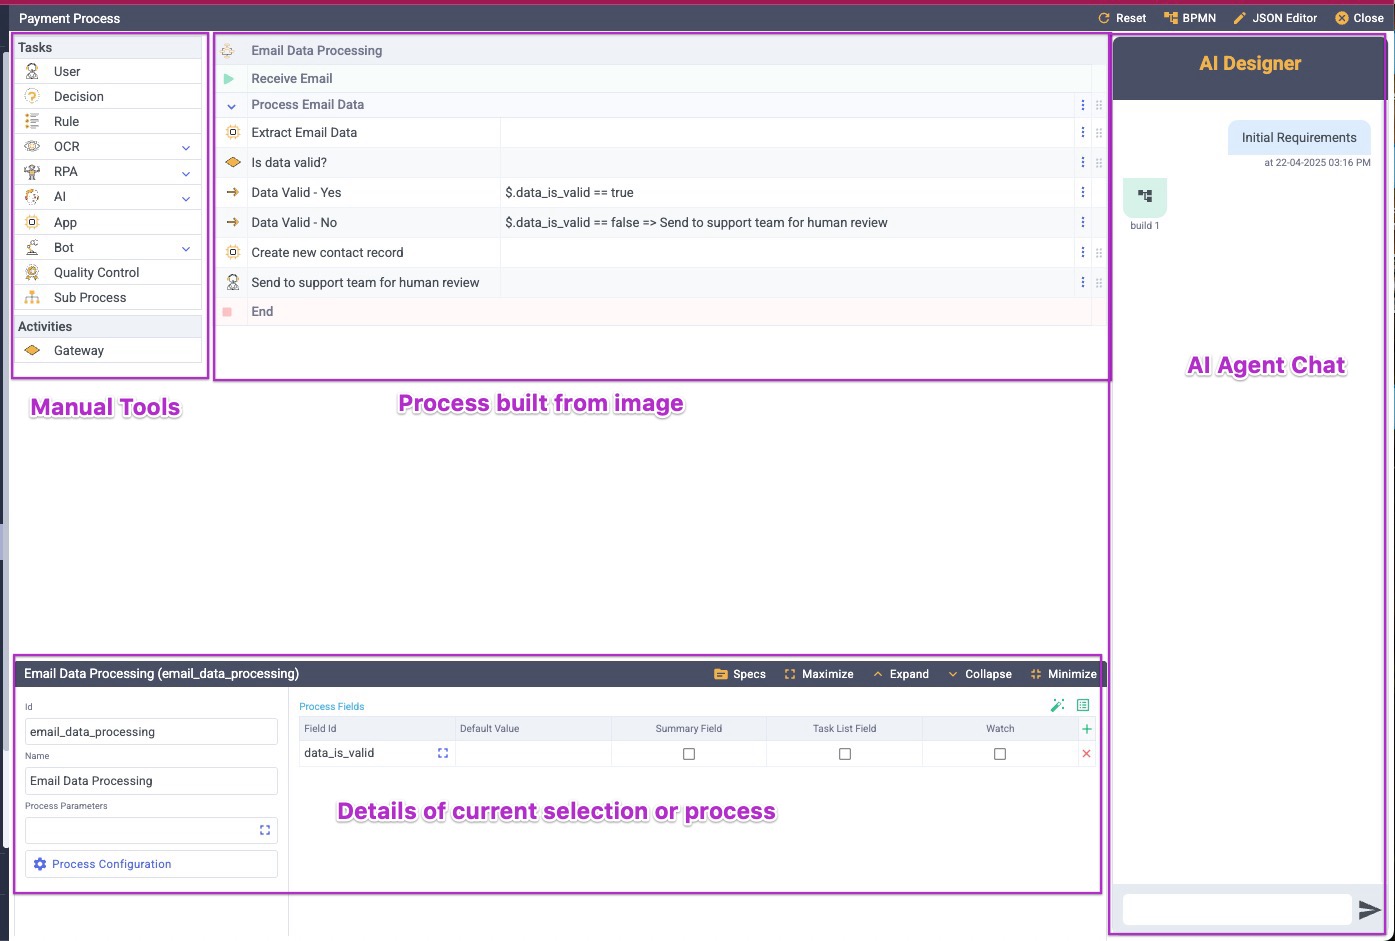 Payment Process
Reset
BPMN
JSON Editor
Close
Tasks
User
Decision
Rule
OCR
RPA
AI
App
Bot
Quality Control
Sub Process
Activities
Gateway
Manual Tools
Email Data Processing
Receive Email
Process Email Data
Extract Email Data
Is data valid?
Data Valid - Yes $.data_is_valid == true
Data Valid - No $.data_is_valid == false => Send to support team for human review
Create new contact record
Send to support team for human review
End
Process built from image
AI Designer
Initial Requirements
at 22-04-2025 03:16 PM
build 1
AI Agent Chat
Email Data Processing (email_data_processing)
Specs
Maximize
Expand
Collapse
Minimize
Id
email_data_processing
Name
Email Data Processing
Process Parameters
Process Configuration
Process Fields
Field Id Default Value Summary Field Task List Field Watch
data_is_valid
Details of current selection or process